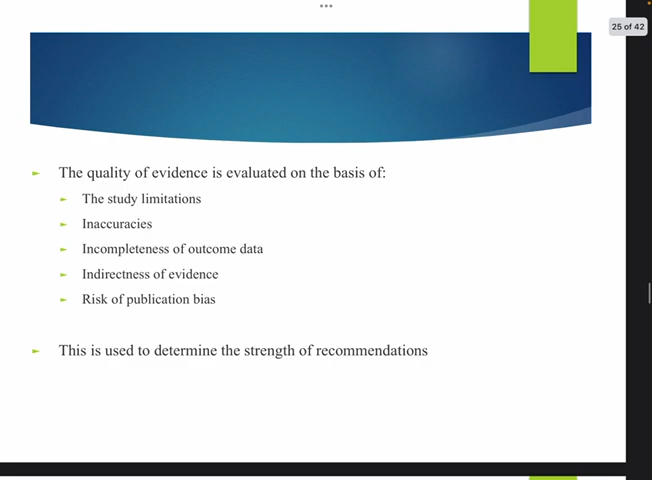 25 of 42
The quality of evidence is evaluated on the basis of:
The study limitations
Inaccuracies
Incompleteness of outcome data
Indirectness of evidence
Risk of publication bias
This is used to determine the strength of recommendations